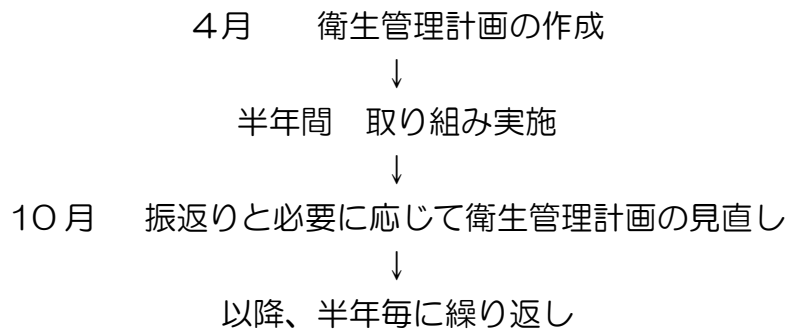 4月　衛生管理計画の作成
↓
半年間　取り組み実施
↓
10月　振返りと必要に応じて衛生管理計画の見直し
↓
以降、半年毎に繰り返し